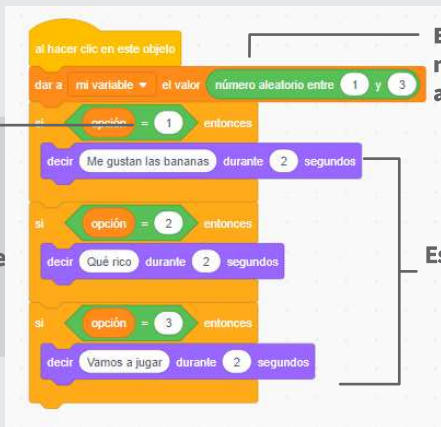 al hacer clic en este objeto
dar a mi variable el valor número aleatorio entre 1 y 3
si opción = 1 entonces
decir Me gustan las bananas durante 2 segundos
si opción = 2 entonces
decir Qué rico durante 2 segundos
si opción = 3 entonces
decir Vamos a jugar durante 2 segundos